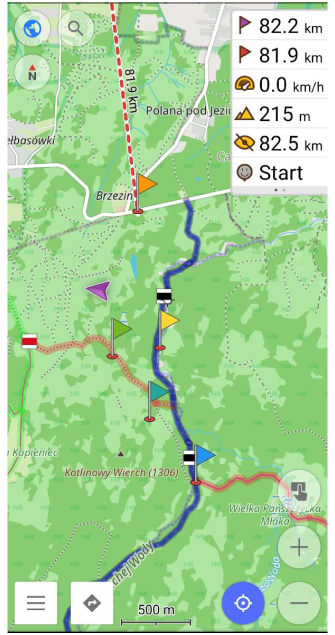 82.2 km
81.9 km
0.0 km/h
215 m
82.5 km
Start
N
81.9 km
Polana pod Jezio
ełbasówki
Brzezin
a Kopieniec
Kotlinowy Wierch (1306)
Wielka Pańszczycka
Młaka
chej Wody
500 m